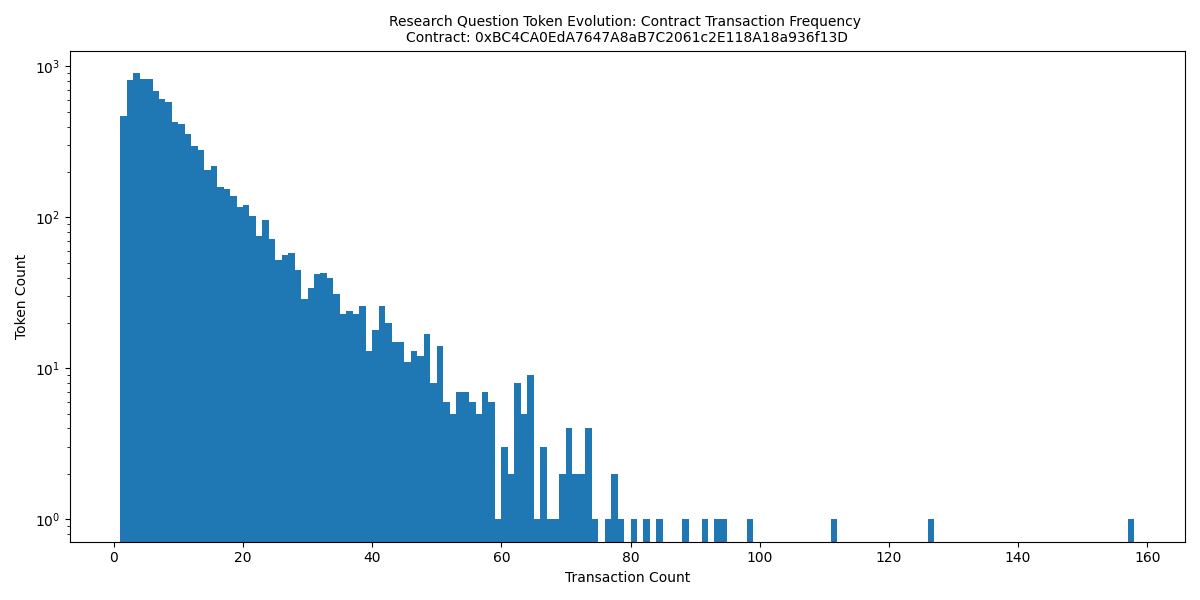 Research Question Token Evolution: Contract Transaction Frequency
Contract: 0xBC4CA0EdA7647A8aB7C2061c2E118A18a936f13D
10³
10²
10¹
10⁰
Token Count
0 20 40 60 80 100 120 140 160
Transaction Count